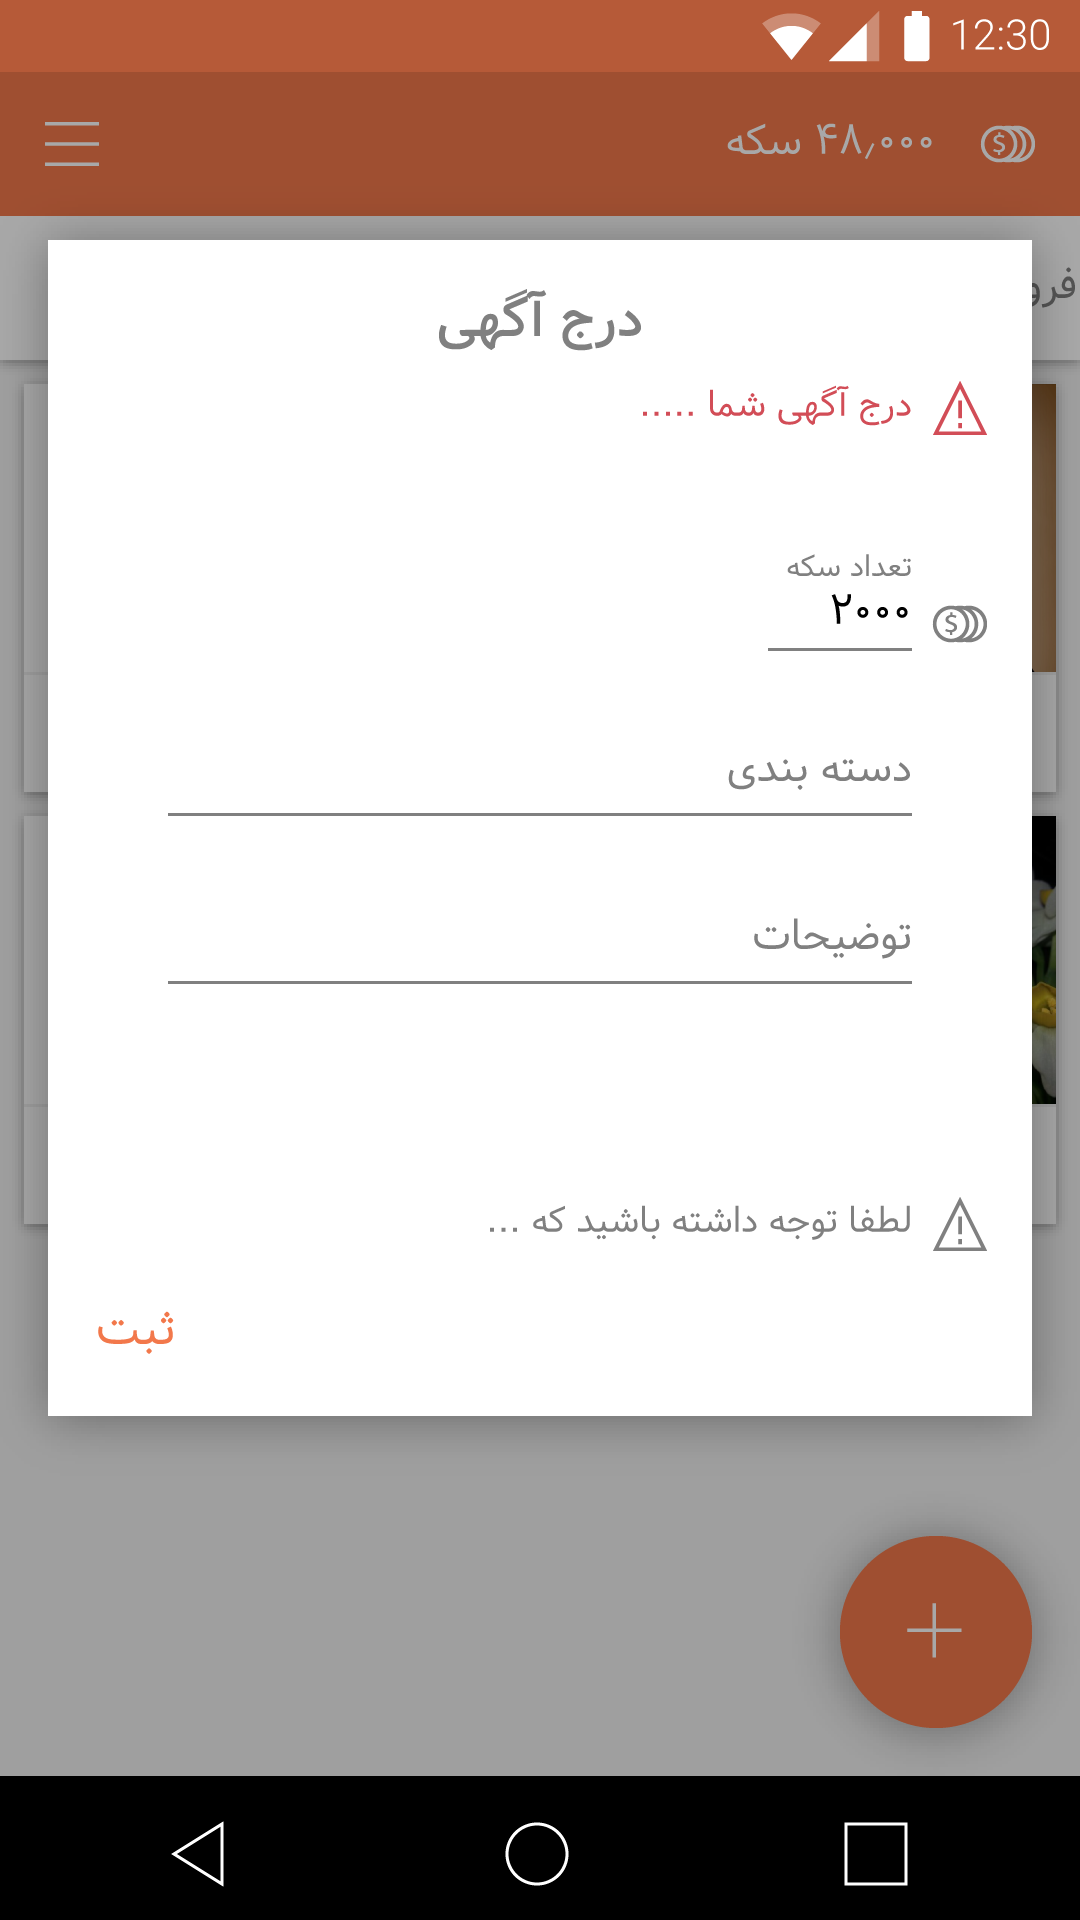 12:30
۴۸٫۰۰۰ سکه
فرو
درج آگهی
درج آگهی شما .....
تعداد سکه
۲۰۰۰
دسته بندی
توضیحات
لطفا توجه داشته باشید که ...
ثبت